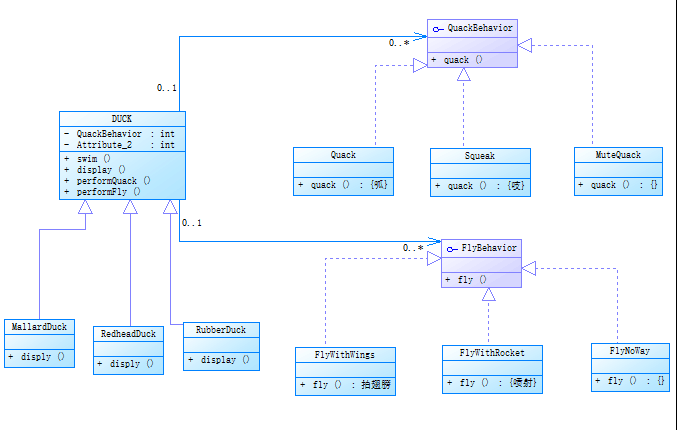 QuackBehavior
+ quack ()
0..*
0..1
DUCK
- QuackBehavior : int
- Attribute_2 : int
+ swim ()
+ display ()
+ performQuack ()
+ performFly ()
Quack
+ quack () : {呱}
Squeak
+ quack () : {吱}
MuteQuack
+ quack () : {}
0..1
0..*
FlyBehavior
+ fly ()
MallardDuck
+ disply ()
RedheadDuck
+ disply ()
RubberDuck
+ display ()
FlyWithWings
+ fly () : 拍翅膀
FlyWithRocket
+ fly () : {喷射}
FlyNoWay
+ fly () : {}